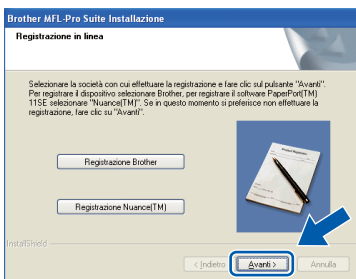 Brother MFL-Pro Suite Installazione
Registrazione in linea
Selezionare la società con cui effettuare la registrazione e fare clic sul pulsante "Avanti".
Per registrare il dispositivo selezionare Brother, per registrare il software PaperPort(TM)
11SE selezionare "Nuance(TM)". Se in questo momento si preferisce non effettuare la
registrazione, fare clic su "Avanti".
Product Registration
Registrazione Brother
Registrazione Nuance(TM)
InstallShield
< Indietro
Avanti >
Annulla